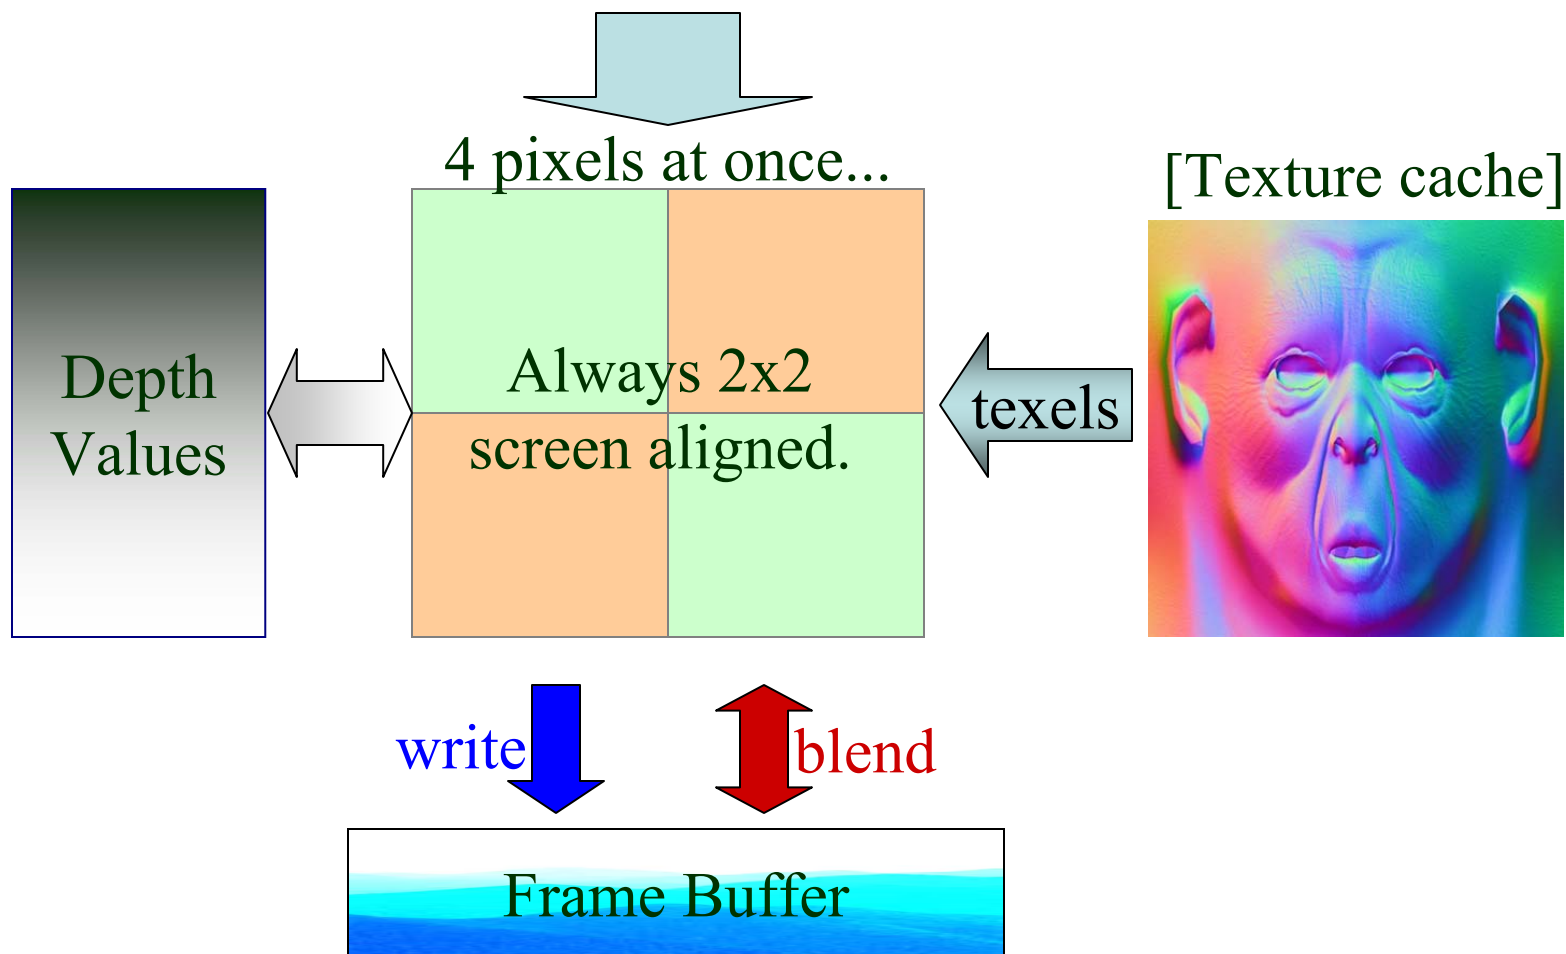 4 pixels at once...
[Texture cache]
Depth
Values
Always 2x2
screen aligned.
texels
write
blend
Frame Buffer